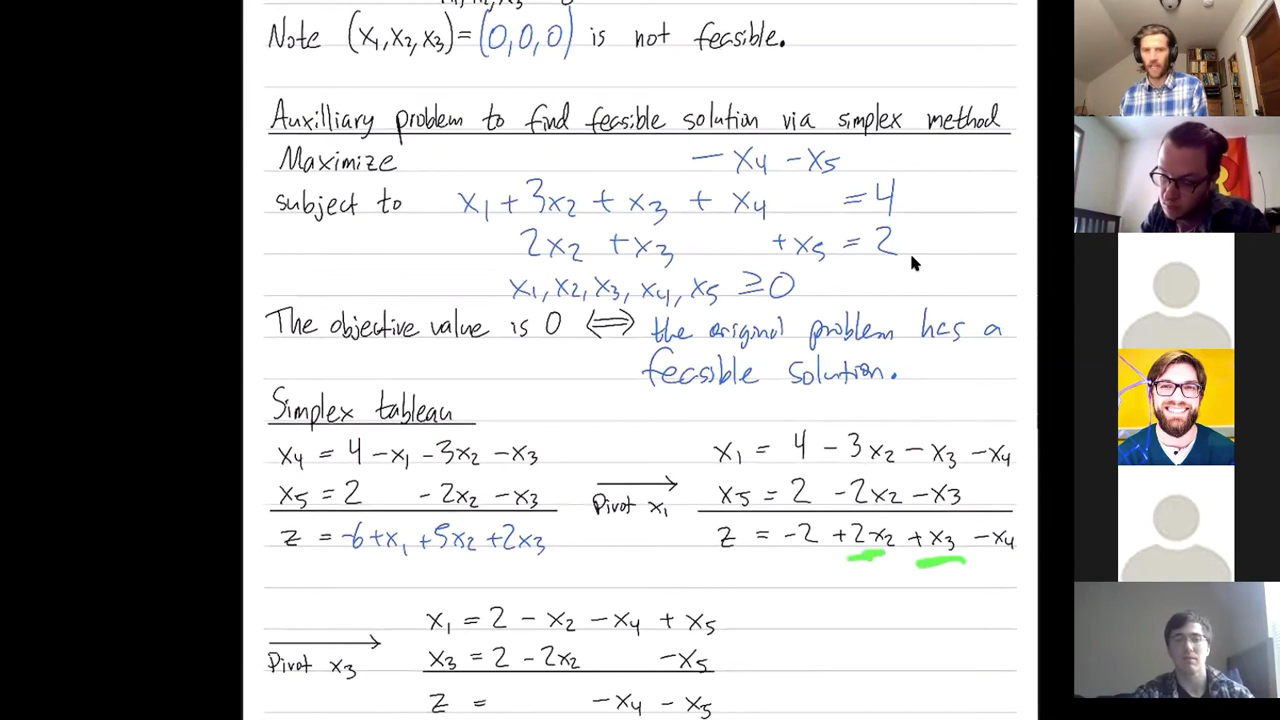 Note (x₁,x₂,x₃)=(0,0,0) is not feasible.
Auxilliary problem to find feasible solution via simplex method
Maximize −x₄ −x₅
subject to x₁ + 3x₂ + x₃ + x₄ = 4
2x₂ + x₃ + x₅ = 2
x₁, x₂, x₃, x₄, x₅ ≥0
The objective value is 0 ⟺ the original problem has a
feasible solution.
Simplex tableau
x₄ = 4 −x₁ −3x₂ −x₃
x₅ = 2 −2x₂ −x₃
z = −6+x₁ +5x₂ +2x₃
Pivot x₁
x₁ = 4 − 3x₂ − x₃ −x₄
x₅ = 2 −2x₂ −x₃
z = −2 +2x₂ +x₃ −x₄
Pivot x₃
x₁ = 2 − x₂ −x₄ + x₅
x₃ = 2 −2x₂ −x₅
z = −x₄ − x₅